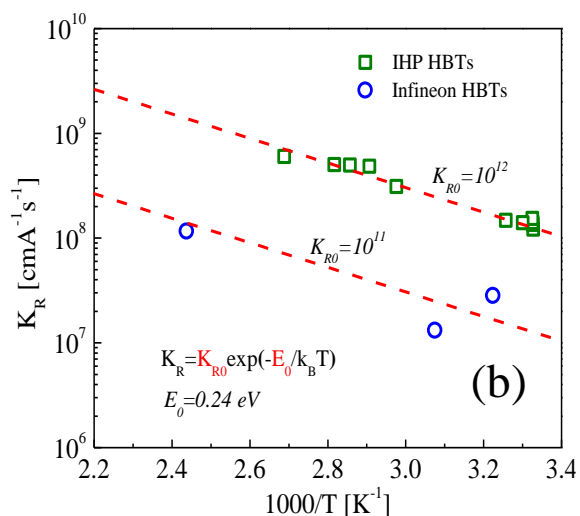 10^10
IHP HBTs
Infineon HBTs
10^9
K_R0=10^12
10^8
K_R0=10^11
K_R [cmA^-1s^-1]
10^7
K_R=K_R0exp(-E_0/k_BT)
E_0=0.24 eV
(b)
10^6
2.2 2.4 2.6 2.8 3.0 3.2 3.4
1000/T [K^-1]